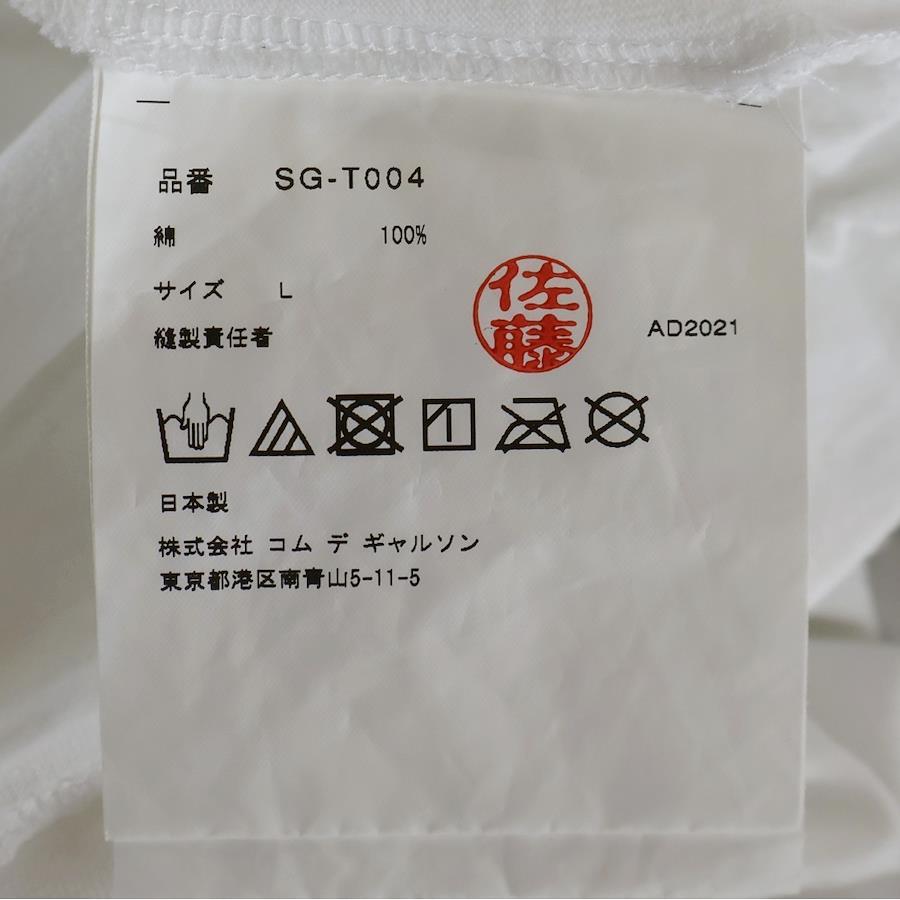 品番 SG-T004
綿 100%
サイズ L
縫製責任者 佐藤 AD2021
日本製
株式会社 コム デ ギャルソン
東京都港区南青山5-11-5